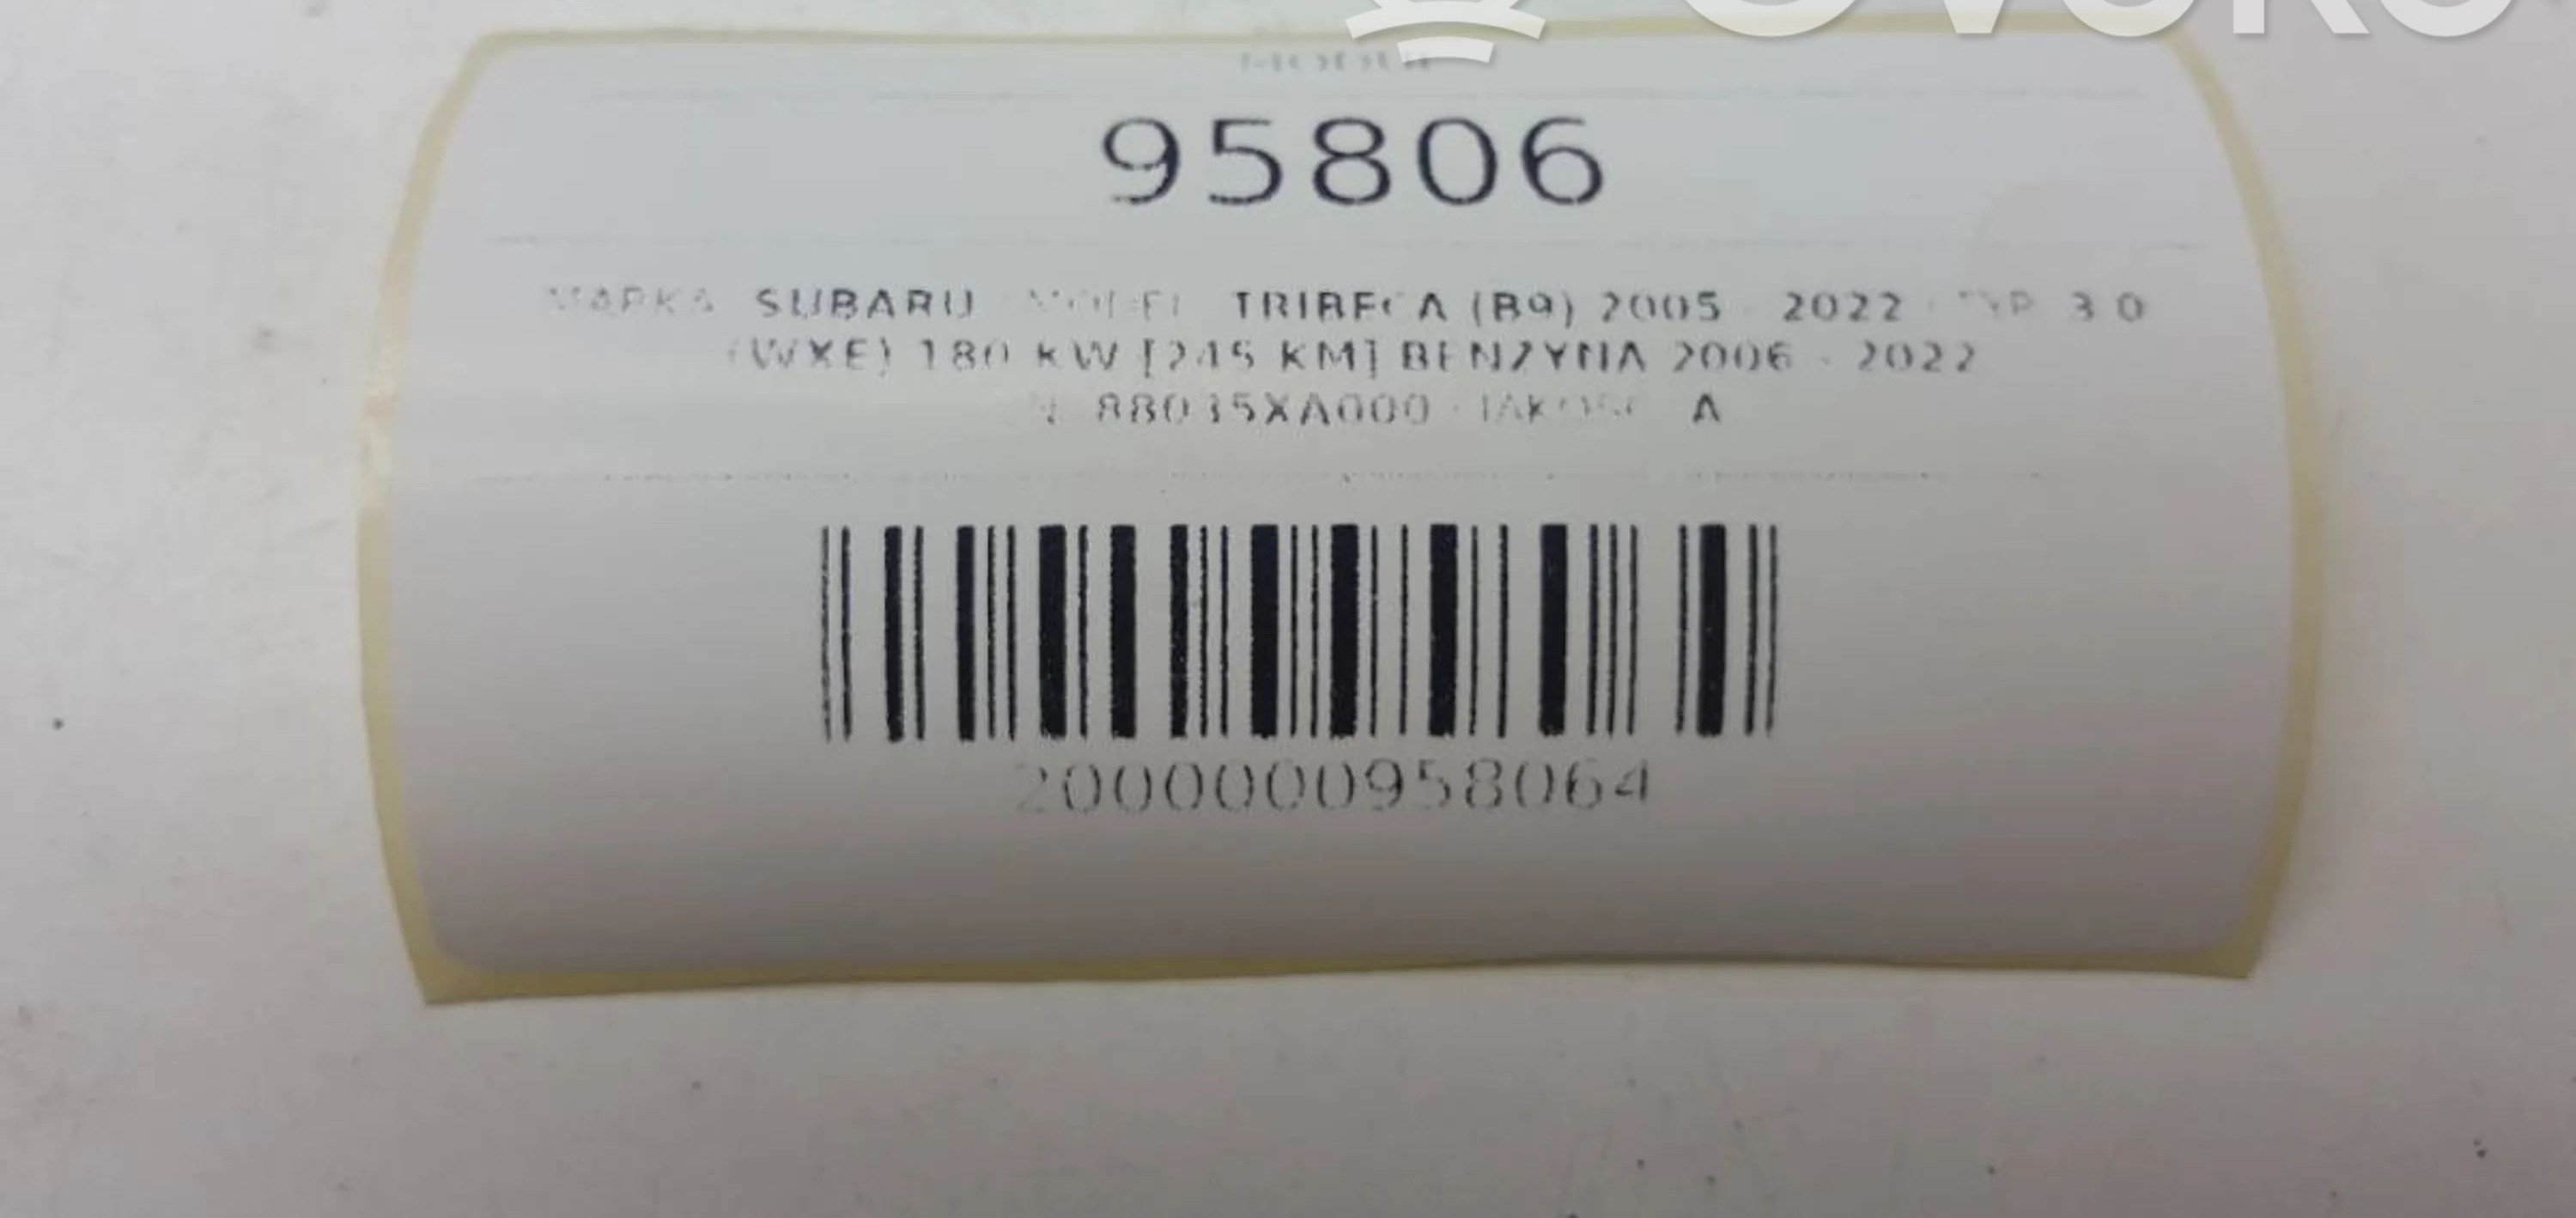 95806
MARKA SUBARU MODEL TRIBECA (B9) 2005 - 2022 TYP 3.0
(WXE) 180 KW [245 KM] BENZYNA 2006 - 2022
88035XA000 JAKOSC A
2000000958064